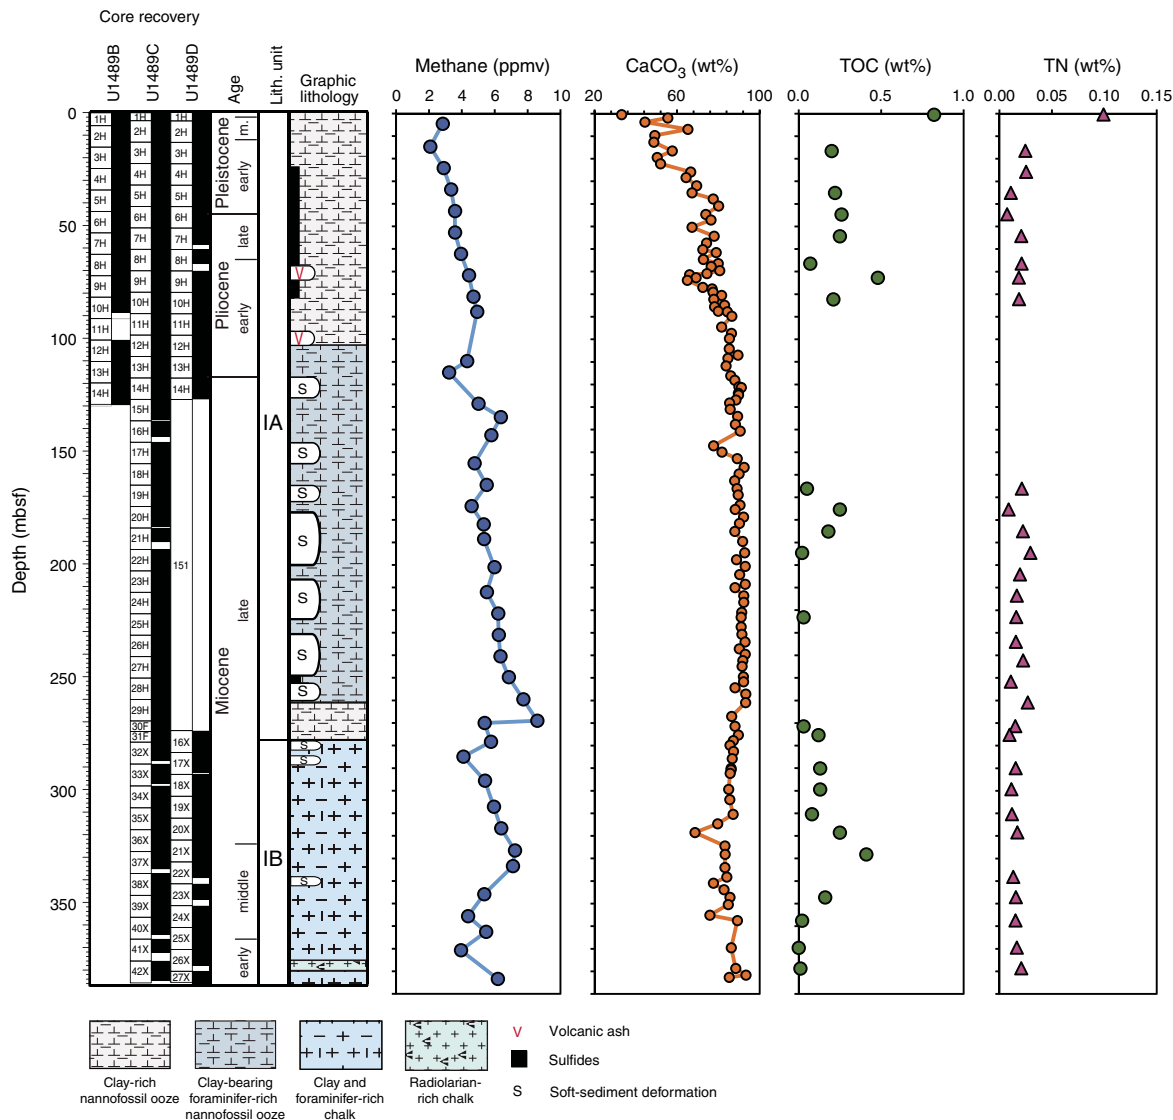 Core recovery
U1489B
U1489C
U1489D
Age
Lith. unit
Graphic
lithology
Methane (ppmv)
CaCO3 (wt%)
TOC (wt%)
TN (wt%)
0 2 4 6 8 10
20 60 100
0.0 0.5 1.0
0.00 0.05 0.10 0.15
Depth (mbsf)
0
50
100
150
200
250
300
350
1H
2H
3H
4H
5H
6H
7H
8H
9H
10H
11H
12H
13H
14H
1H
2H
3H
4H
5H
6H
7H
8H
9H
10H
11H
12H
13H
14H
15H
16H
17H
18H
19H
20H
21H
22H
23H
24H
25H
26H
27H
28H
29H
30F
31F
32X
33X
34X
35X
36X
37X
38X
39X
40X
41X
42X
1H
2H
3H
4H
5H
6H
7H
8H
9H
10H
11H
12H
13H
14H
151
16X
17X
18X
19X
20X
21X
22X
23X
24X
25X
26X
27X
Pleistocene
m.
early
Pliocene
late
early
Miocene
late
middle
early
IA
IB
V
V
S
S
S
S
S
S
S
S
S
S
Clay-rich
nannofossil ooze
Clay-bearing
foraminifer-rich
nannofossil ooze
Clay and
foraminifer-rich
chalk
Radiolarian-
rich chalk
V Volcanic ash
Sulfides
S Soft-sediment deformation